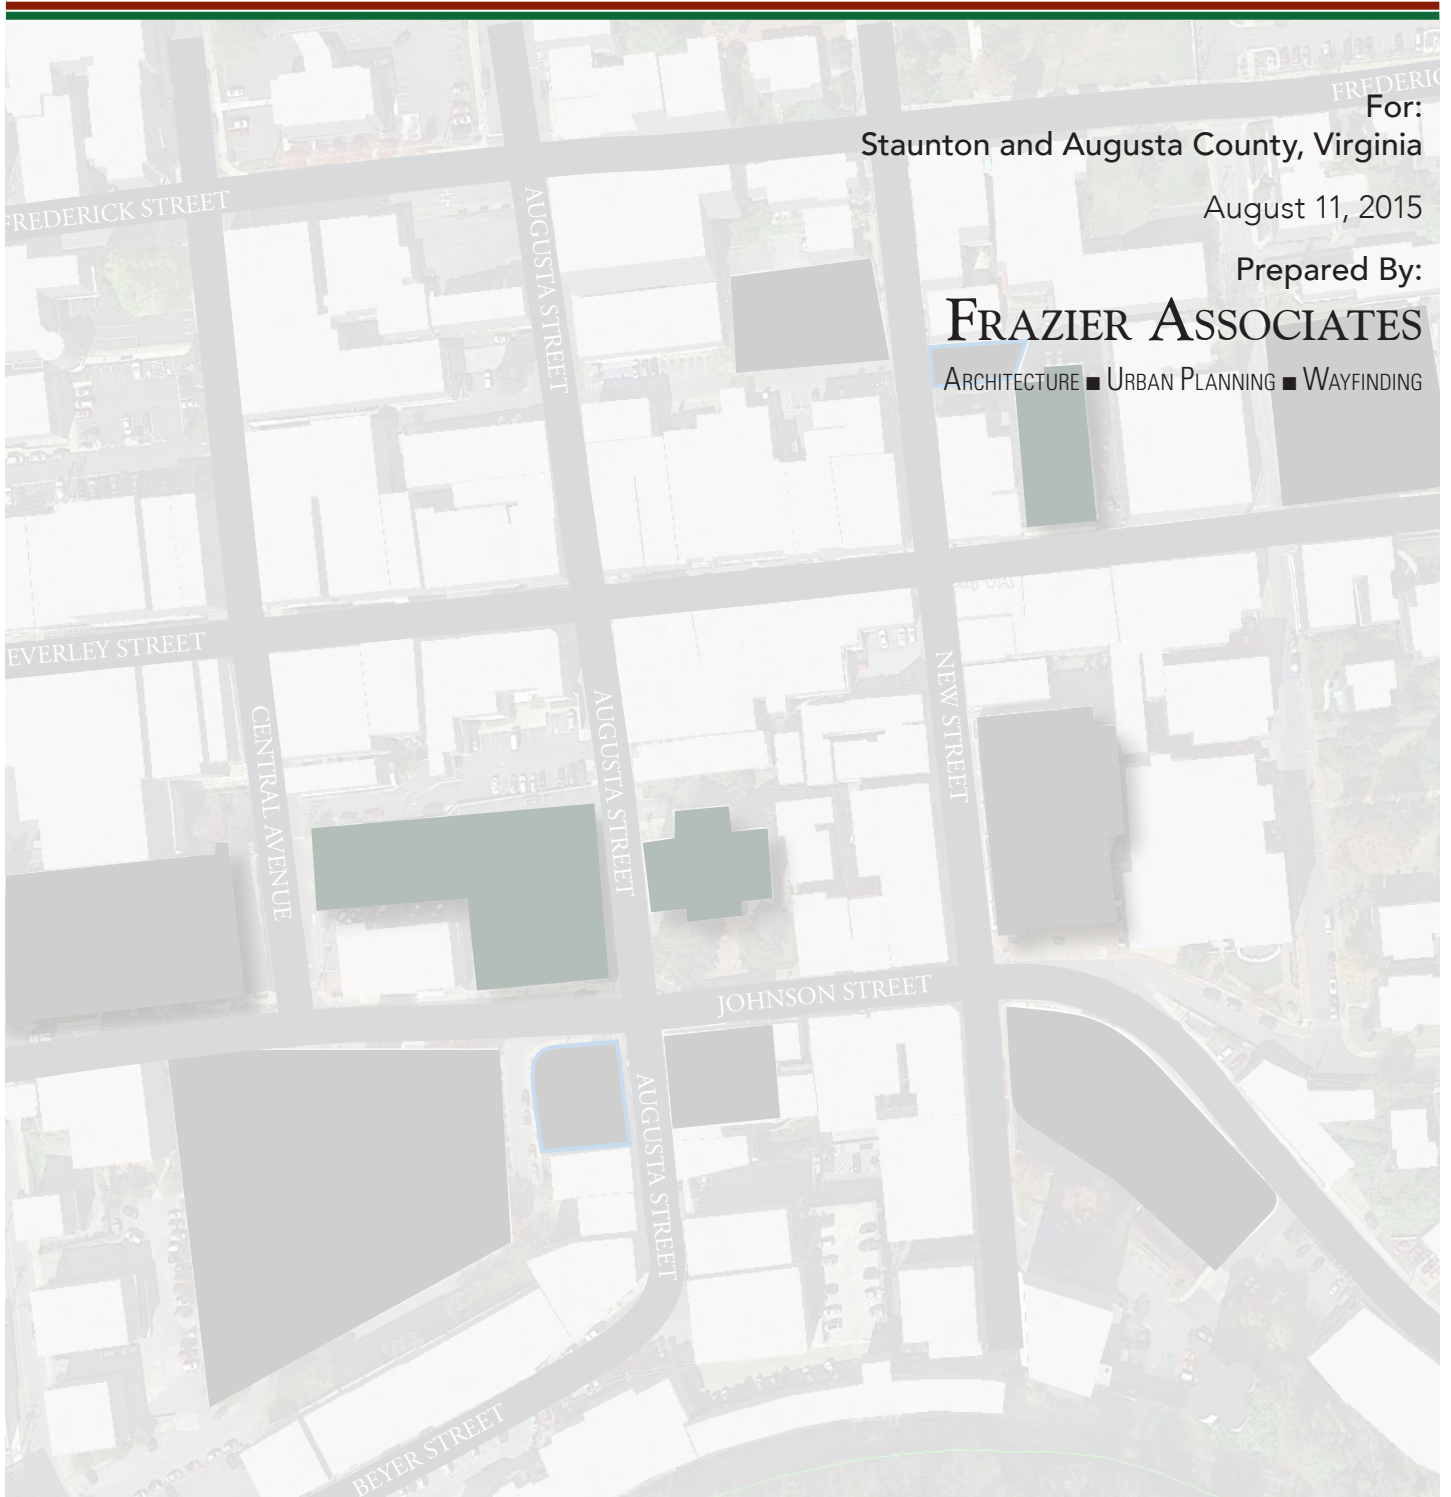 FREDERIC
For:
Staunton and Augusta County, Virginia
August 11, 2015
Prepared By:
FRAZIER ASSOCIATES
ARCHITECTURE ■ URBAN PLANNING ■ WAYFINDING
FREDERICK STREET
AUGUSTA STREET
EVERLEY STREET
CENTRAL AVENUE
AUGUSTA STREET
NEW STREET
JOHNSON STREET
AUGUSTA STREET
BEYER STREET